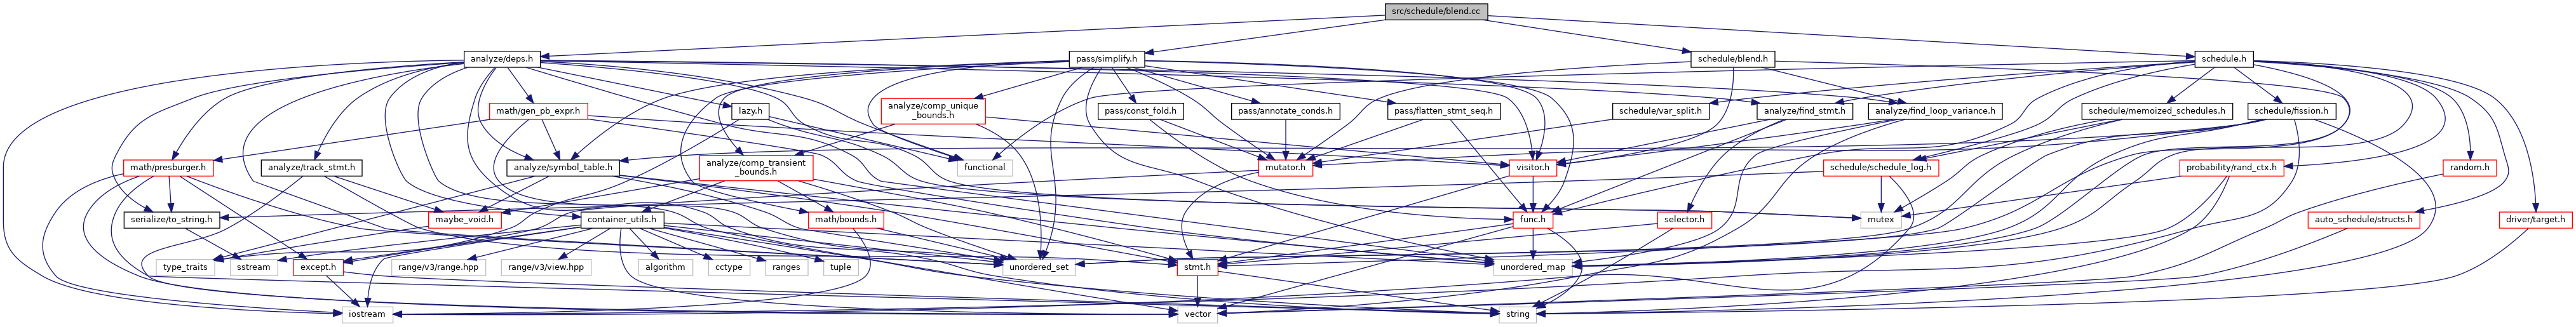 src/schedule/blend.cc
analyze/deps.h
pass/simplify.h
schedule/blend.h
schedule.h
math/gen_pb_expr.h
lazy.h
analyze/comp_unique
_bounds.h
pass/const_fold.h
pass/annotate_conds.h
pass/flatten_stmt_seq.h
schedule/var_split.h
analyze/find_stmt.h
analyze/find_loop_variance.h
schedule/memoized_schedules.h
schedule/fission.h
math/presburger.h
analyze/track_stmt.h
analyze/symbol_table.h
analyze/comp_transient
_bounds.h
functional
mutator.h
visitor.h
schedule/schedule_log.h
probability/rand_ctx.h
random.h
serialize/to_string.h
maybe_void.h
container_utils.h
math/bounds.h
func.h
selector.h
mutex
auto_schedule/structs.h
driver/target.h
type_traits
sstream
except.h
range/v3/range.hpp
range/v3/view.hpp
algorithm
cctype
ranges
tuple
unordered_set
stmt.h
unordered_map
iostream
vector
string